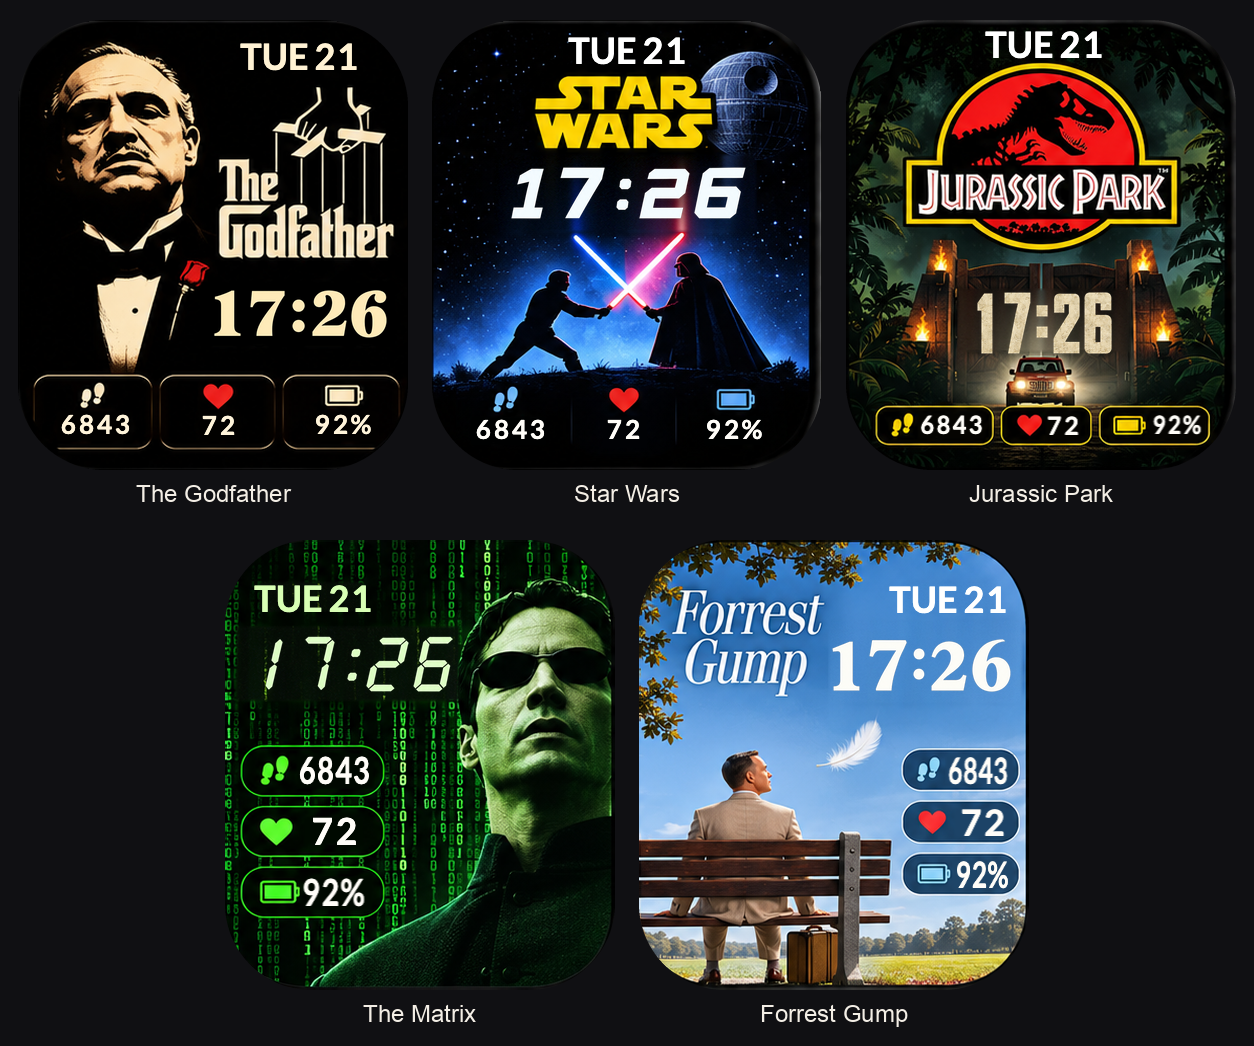 TUE 21
The
Godfather
17:26
6843
72
92%
The Godfather
TUE 21
STAR
WARS
17:26
6843
72
92%
Star Wars
TUE 21
JURASSIC PARK™
17:26
6843
72
92%
Jurassic Park
TUE 21
17:26
6843
72
92%
The Matrix
Forrest
Gump
TUE 21
17:26
6843
72
92%
Forrest Gump